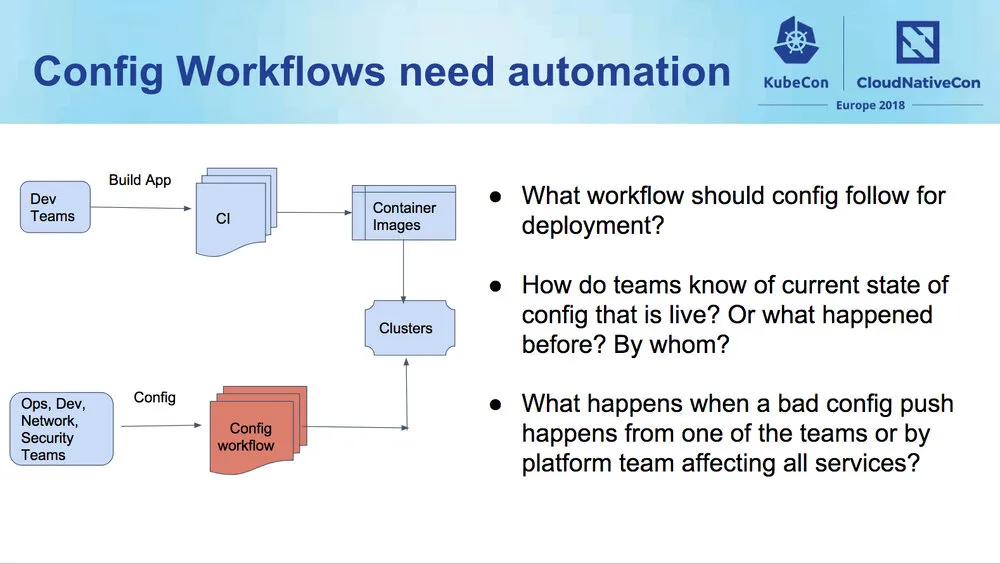 Config Workflows need automation
KubeCon
CloudNativeCon
Europe 2018
Build App
Dev
Teams
CI
Container
Images
Clusters
Ops, Dev,
Network,
Security
Teams
Config
Config
workflow
● What workflow should config follow for
deployment?
● How do teams know of current state of
config that is live? Or what happened
before? By whom?
● What happens when a bad config push
happens from one of the teams or by
platform team affecting all services?